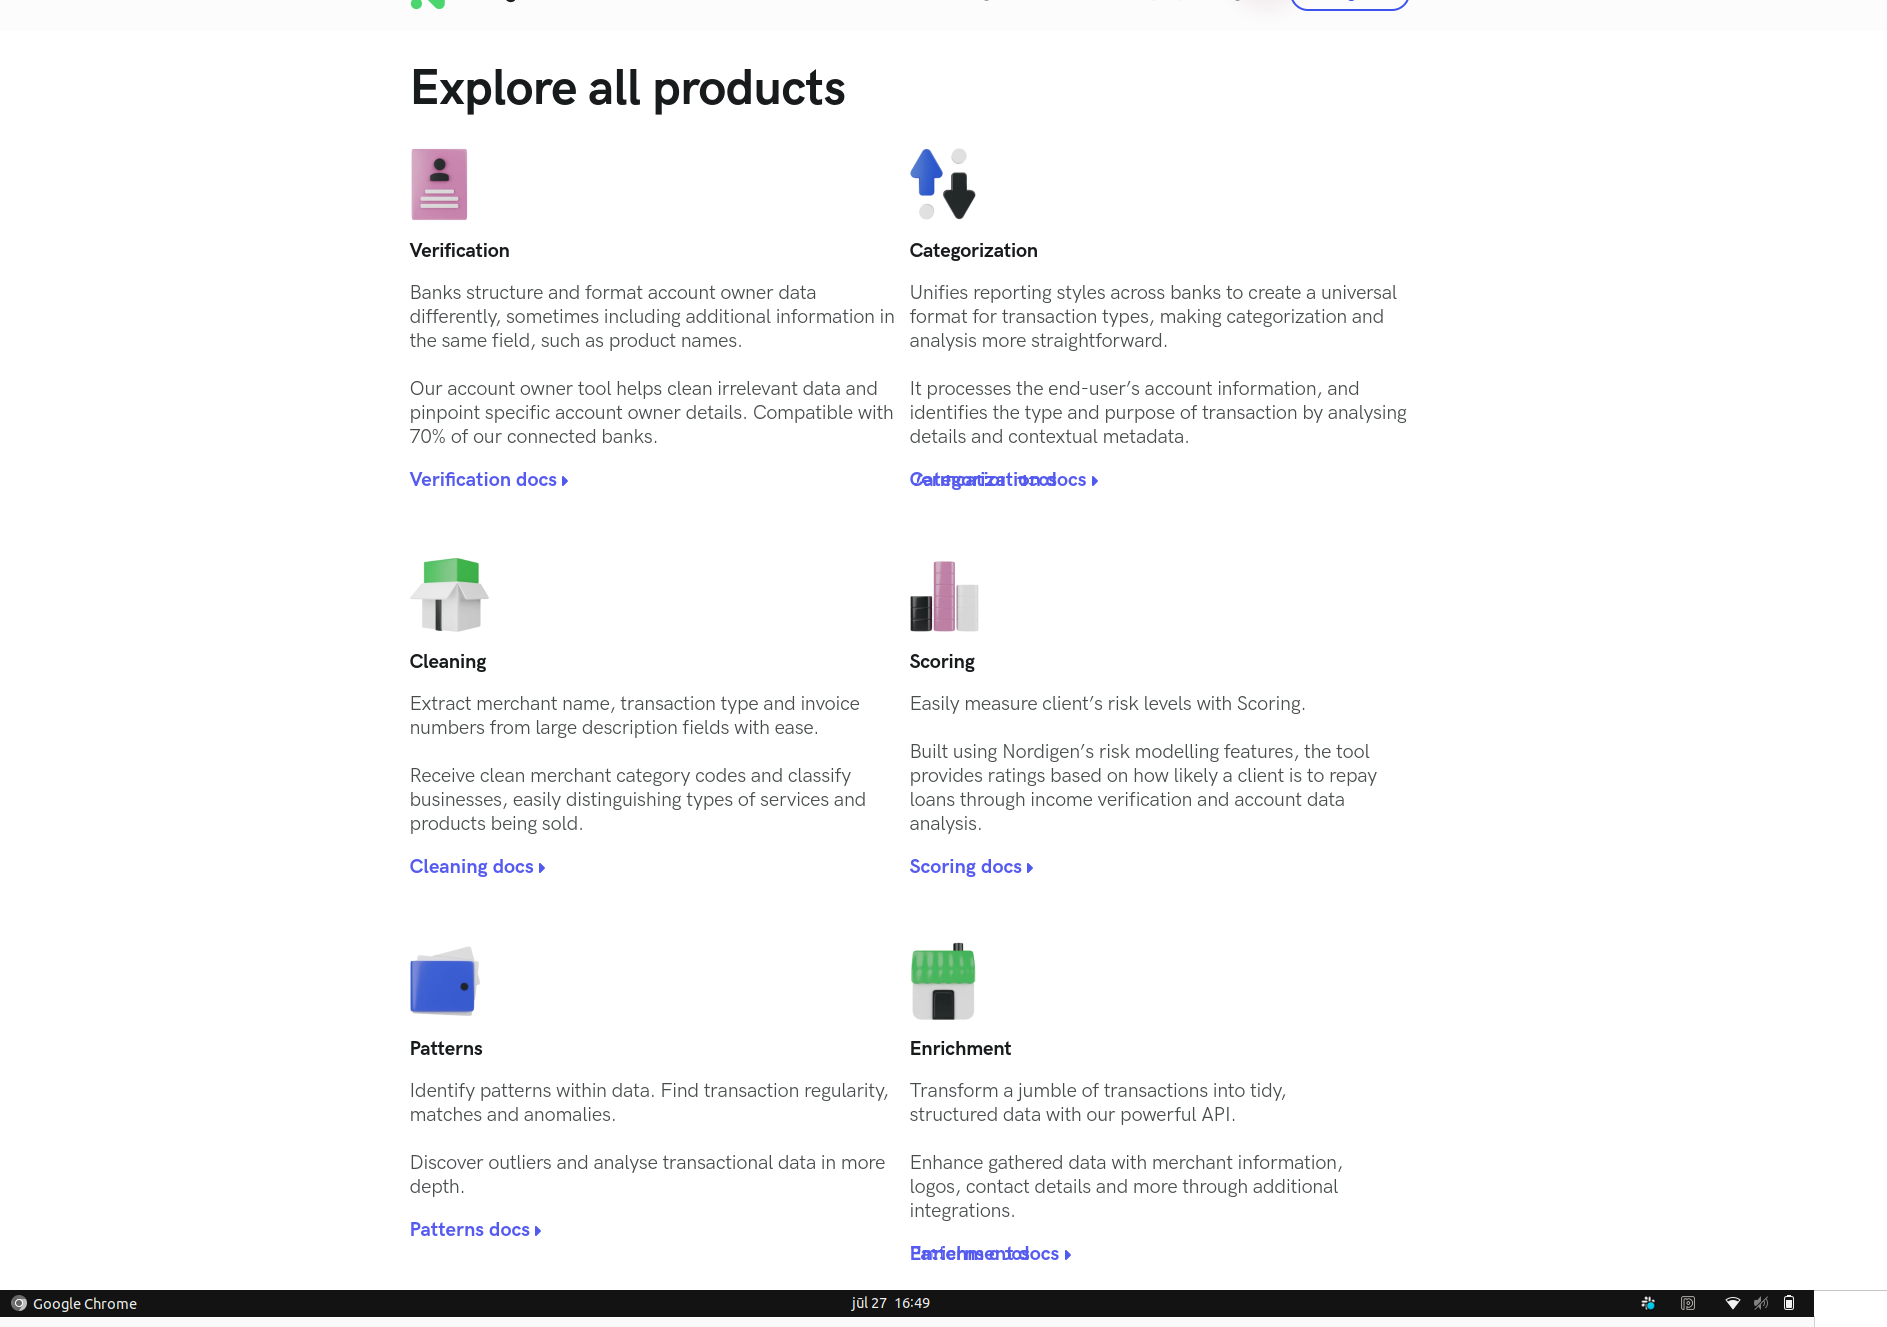 Explore all products
Verification
Banks structure and format account owner data
differently, sometimes including additional information in
the same field, such as product names.
Our account owner tool helps clean irrelevant data and
pinpoint specific account owner details. Compatible with
70% of our connected banks.
Verification docs
Categorization
Unifies reporting styles across banks to create a universal
format for transaction types, making categorization and
analysis more straightforward.
It processes the end-user’s account information, and
identifies the type and purpose of transaction by analysing
details and contextual metadata.
Categorization docs
Cleaning
Extract merchant name, transaction type and invoice
numbers from large description fields with ease.
Receive clean merchant category codes and classify
businesses, easily distinguishing types of services and
products being sold.
Cleaning docs
Scoring
Easily measure client’s risk levels with Scoring.
Built using Nordigen’s risk modelling features, the tool
provides ratings based on how likely a client is to repay
loans through income verification and account data
analysis.
Scoring docs
Patterns
Identify patterns within data. Find transaction regularity,
matches and anomalies.
Discover outliers and analyse transactional data in more
depth.
Patterns docs
Enrichment
Transform a jumble of transactions into tidy,
structured data with our powerful API.
Enhance gathered data with merchant information,
logos, contact details and more through additional
integrations.
Enrichment docs
Google Chrome
jūl 27 16:49